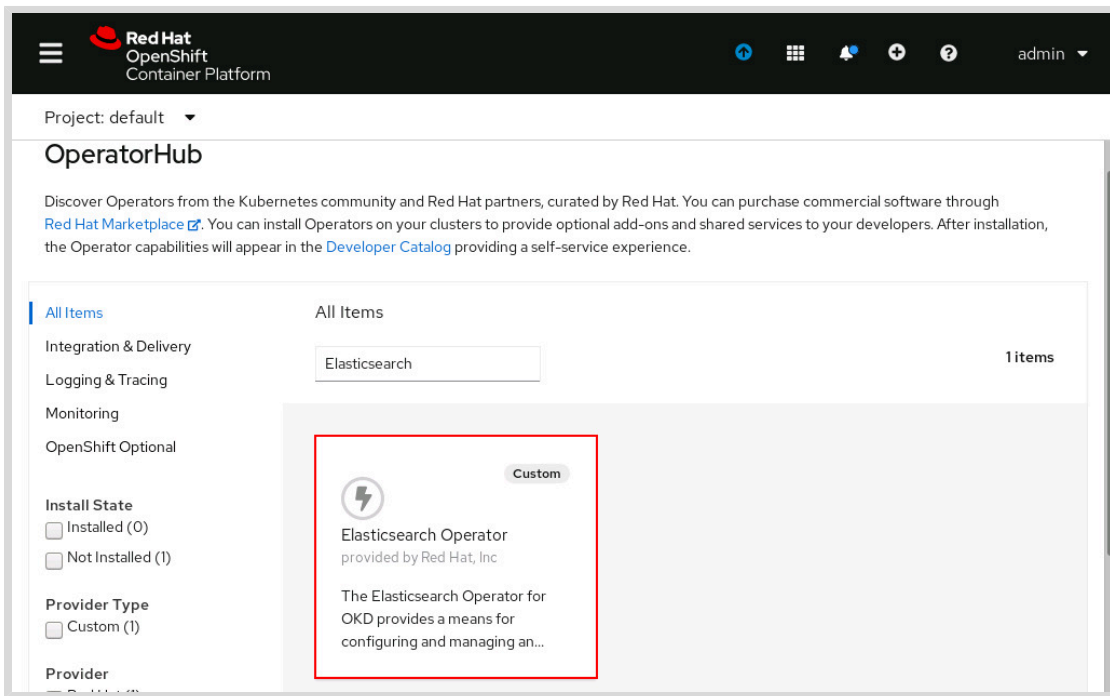 Red Hat
OpenShift
Container Platform
admin
Project: default
OperatorHub
Discover Operators from the Kubernetes community and Red Hat partners, curated by Red Hat. You can purchase commercial software through
Red Hat Marketplace. You can install Operators on your clusters to provide optional add-ons and shared services to your developers. After installation,
the Operator capabilities will appear in the Developer Catalog providing a self-service experience.
All Items
Integration & Delivery
Logging & Tracing
Monitoring
OpenShift Optional
Install State
Installed (0)
Not Installed (1)
Provider Type
Custom (1)
Provider
All Items
Elasticsearch
1 items
Custom
Elasticsearch Operator
provided by Red Hat, Inc
The Elasticsearch Operator for
OKD provides a means for
configuring and managing an...